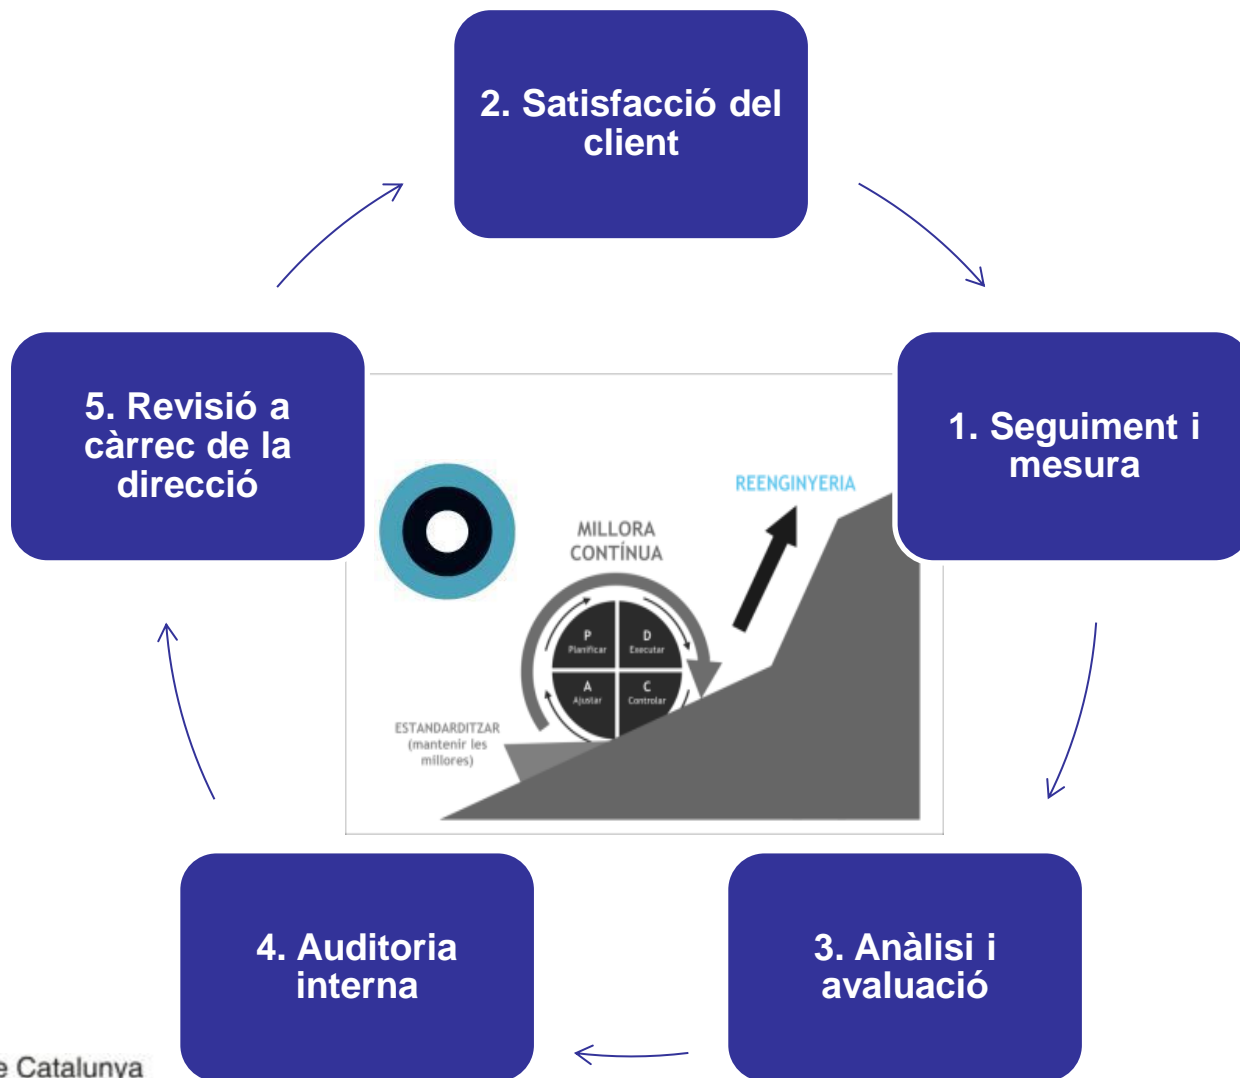 2. Satisfacció del
client
5. Revisió a
càrrec de la
direcció
1. Seguiment i
mesura
REENGINYERIA
MILLORA
CONTÍNUA
P
Planificar
D
Executar
A
Ajustar
C
Controlar
ESTANDARDITZAR
(mantenir les
millores)
4. Auditoria
interna
3. Anàlisi i
avaluació
e Catalunya